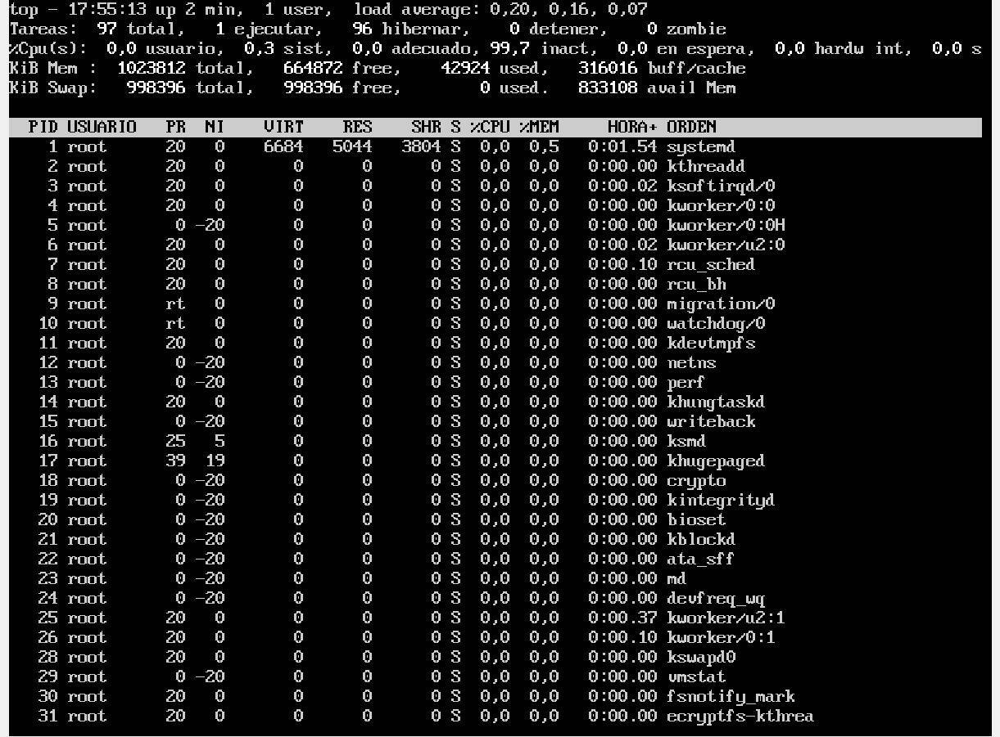 top - 17:55:13 up 2 min,  1 user,  load average: 0,20, 0,16, 0,07
Tareas:  97 total,   1 ejecutar,  96 hibernar,    0 detener,    0 zombie
%Cpu(s):  0,0 usuario,  0,3 sist,  0,0 adecuado, 99,7 inact,  0,0 en espera,  0,0 hardw int,  0,0 s
KiB Mem :  1023812 total,   664872 free,    42924 used,   316016 buff/cache
KiB Swap:   998396 total,   998396 free,        0 used.   833108 avail Mem
PID USUARIO   PR  NI    VIRT    RES    SHR S %CPU %MEM     HORA+ ORDEN
1 root      20   0    6684   5044   3804 S  0,0  0,5   0:01.54 systemd
2 root      20   0       0      0      0 S  0,0  0,0   0:00.00 kthreadd
3 root      20   0       0      0      0 S  0,0  0,0   0:00.02 ksoftirqd/0
4 root      20   0       0      0      0 S  0,0  0,0   0:00.00 kworker/0:0
5 root       0 -20       0      0      0 S  0,0  0,0   0:00.00 kworker/0:0H
6 root      20   0       0      0      0 S  0,0  0,0   0:00.02 kworker/u2:0
7 root      20   0       0      0      0 S  0,0  0,0   0:00.10 rcu_sched
8 root      20   0       0      0      0 S  0,0  0,0   0:00.00 rcu_bh
9 root      rt   0       0      0      0 S  0,0  0,0   0:00.00 migration/0
10 root      rt   0       0      0      0 S  0,0  0,0   0:00.00 watchdog/0
11 root      20   0       0      0      0 S  0,0  0,0   0:00.00 kdevtmpfs
12 root       0 -20       0      0      0 S  0,0  0,0   0:00.00 netns
13 root       0 -20       0      0      0 S  0,0  0,0   0:00.00 perf
14 root      20   0       0      0      0 S  0,0  0,0   0:00.00 khungtaskd
15 root       0 -20       0      0      0 S  0,0  0,0   0:00.00 writeback
16 root      25   5       0      0      0 S  0,0  0,0   0:00.00 ksmd
17 root      39  19       0      0      0 S  0,0  0,0   0:00.00 khugepaged
18 root       0 -20       0      0      0 S  0,0  0,0   0:00.00 crypto
19 root       0 -20       0      0      0 S  0,0  0,0   0:00.00 kintegrityd
20 root       0 -20       0      0      0 S  0,0  0,0   0:00.00 bioset
21 root       0 -20       0      0      0 S  0,0  0,0   0:00.00 kblockd
22 root       0 -20       0      0      0 S  0,0  0,0   0:00.00 ata_sff
23 root       0 -20       0      0      0 S  0,0  0,0   0:00.00 md
24 root       0 -20       0      0      0 S  0,0  0,0   0:00.00 devfreq_wq
25 root      20   0       0      0      0 S  0,0  0,0   0:00.37 kworker/u2:1
26 root      20   0       0      0      0 S  0,0  0,0   0:00.10 kworker/0:1
28 root      20   0       0      0      0 S  0,0  0,0   0:00.00 kswapd0
29 root       0 -20       0      0      0 S  0,0  0,0   0:00.00 vmstat
30 root      20   0       0      0      0 S  0,0  0,0   0:00.00 fsnotify_mark
31 root      20   0       0      0      0 S  0,0  0,0   0:00.00 ecryptfs-kthrea